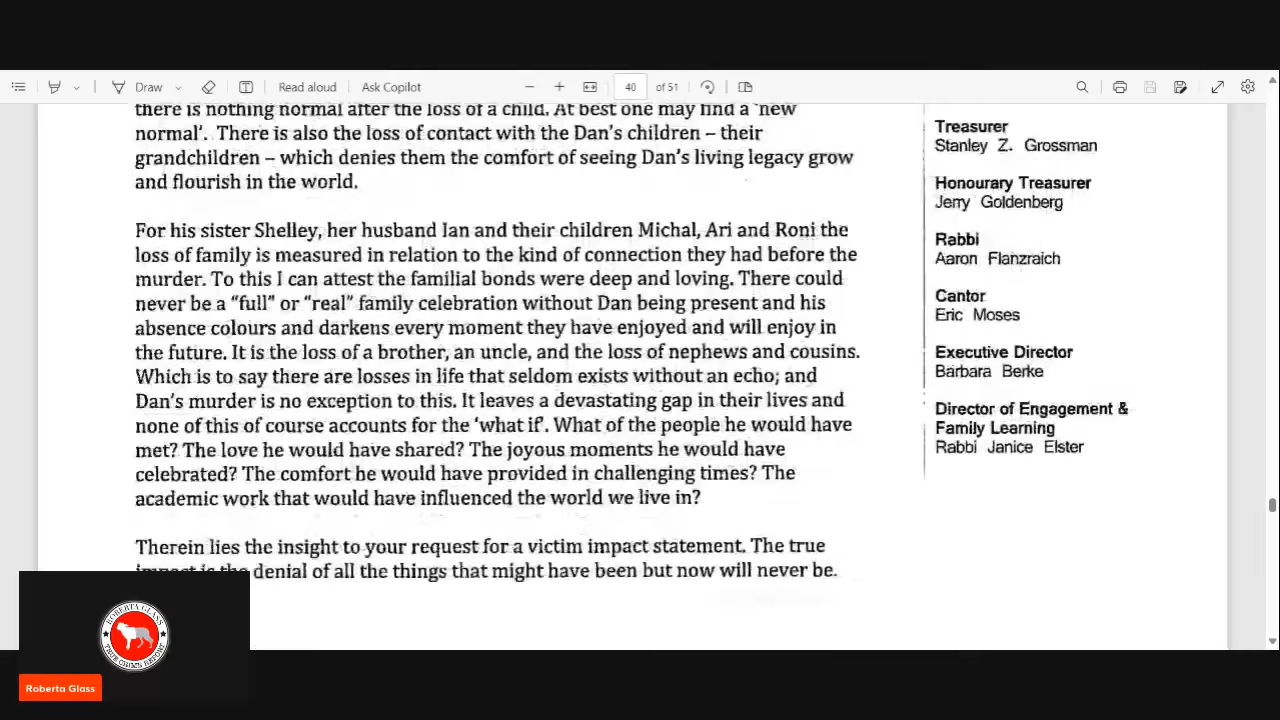 Draw
Read aloud
Ask Copilot
40
of 51
there is nothing normal after the loss of a child. At best one may find a 'new
normal'. There is also the loss of contact with the Dan's children – their
grandchildren – which denies them the comfort of seeing Dan's living legacy grow
and flourish in the world.
For his sister Shelley, her husband Ian and their children Michal, Ari and Roni the
loss of family is measured in relation to the kind of connection they had before the
murder. To this I can attest the familial bonds were deep and loving. There could
never be a "full" or "real" family celebration without Dan being present and his
absence colours and darkens every moment they have enjoyed and will enjoy in
the future. It is the loss of a brother, an uncle, and the loss of nephews and cousins.
Which is to say there are losses in life that seldom exists without an echo; and
Dan's murder is no exception to this. It leaves a devastating gap in their lives and
none of this of course accounts for the 'what if'. What of the people he would have
met? The love he would have shared? The joyous moments he would have
celebrated? The comfort he would have provided in challenging times? The
academic work that would have influenced the world we live in?
Therein lies the insight to your request for a victim impact statement. The true
impact is the denial of all the things that might have been but now will never be.
Treasurer
Stanley Z. Grossman
Honourary Treasurer
Jerry Goldenberg
Rabbi
Aaron Flanzraich
Cantor
Eric Moses
Executive Director
Barbara Berke
Director of Engagement &
Family Learning
Rabbi Janice Elster
ROBERTA GLASS
TRUE CRIME REPORT
Roberta Glass